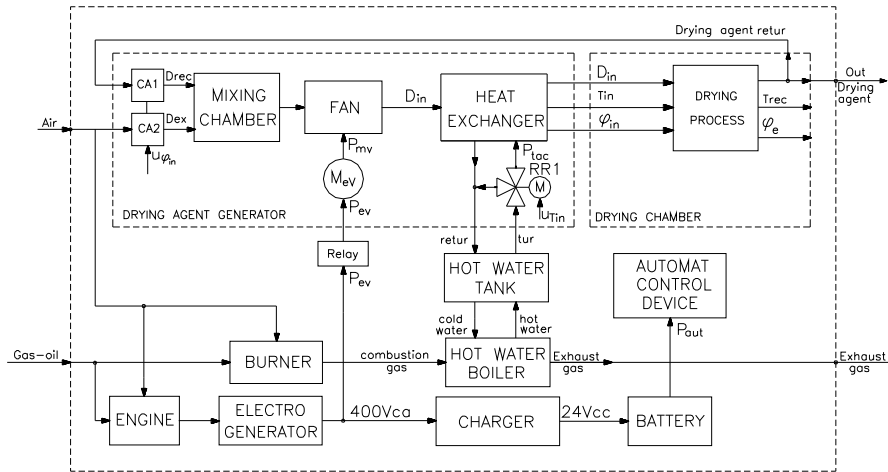 Drying agent retur
CA1
Drec
MIXING
CHAMBER
CA2
Dex
uφin
FAN
Din
HEAT
EXCHANGER
Din
Tin
φin
DRYING
PROCESS
Out
Drying
agent
Trec
φe
Air
Pmv
MeV
Pev
Ptac
RR1
M
uTin
DRYING AGENT GENERATOR
DRYING CHAMBER
Relay
Pev
retur
tur
HOT WATER
TANK
AUTOMAT
CONTROL
DEVICE
cold
water
hot
water
Paut
Gas-oil
BURNER
combustion
gas
HOT WATER
BOILER
Exhaust
gas
Exhaust
gas
ENGINE
ELECTRO
GENERATOR
400Vca
CHARGER
24Vcc
BATTERY